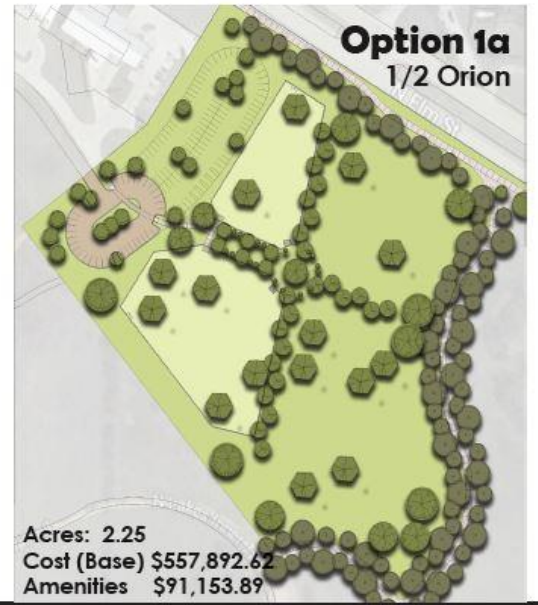 Option 1a
1/2 Orion
N Elm St
Acres: 2.25
Cost (Base) $557,892.62
Amenities $91,153.89